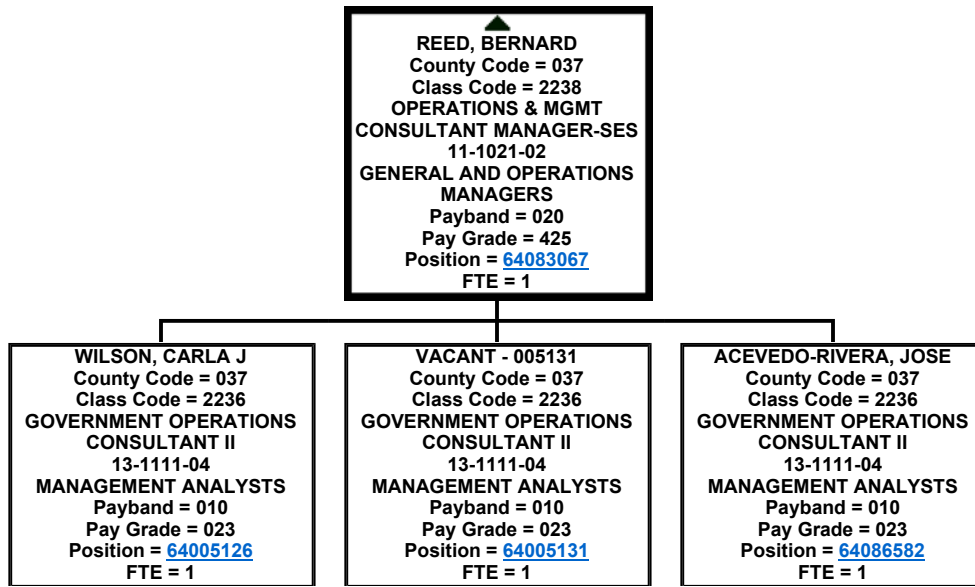 REED, BERNARD
County Code = 037
Class Code = 2238
OPERATIONS & MGMT
CONSULTANT MANAGER-SES
11-1021-02
GENERAL AND OPERATIONS
MANAGERS
Payband = 020
Pay Grade = 425
Position = 64083067
FTE = 1
WILSON, CARLA J
County Code = 037
Class Code = 2236
GOVERNMENT OPERATIONS
CONSULTANT II
13-1111-04
MANAGEMENT ANALYSTS
Payband = 010
Pay Grade = 023
Position = 64005126
FTE = 1
VACANT - 005131
County Code = 037
Class Code = 2236
GOVERNMENT OPERATIONS
CONSULTANT II
13-1111-04
MANAGEMENT ANALYSTS
Payband = 010
Pay Grade = 023
Position = 64005131
FTE = 1
ACEVEDO-RIVERA, JOSE
County Code = 037
Class Code = 2236
GOVERNMENT OPERATIONS
CONSULTANT II
13-1111-04
MANAGEMENT ANALYSTS
Payband = 010
Pay Grade = 023
Position = 64086582
FTE = 1